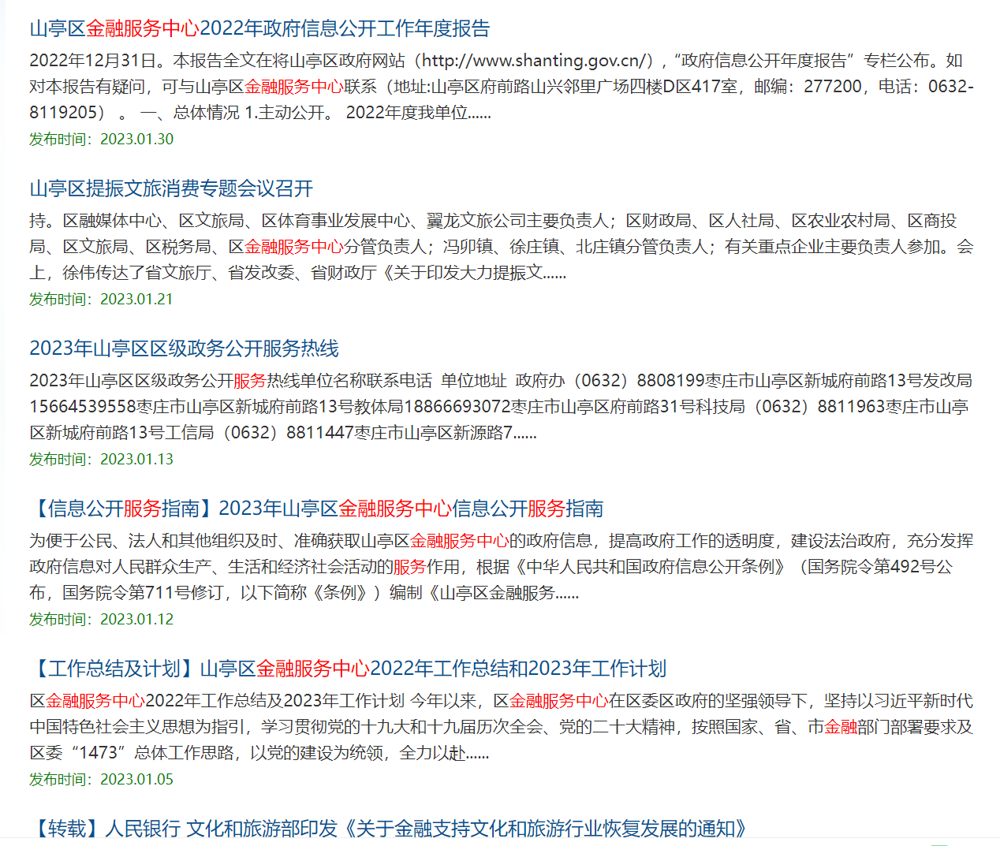 山亭区金融服务中心2022年政府信息公开工作年度报告
2022年12月31日。本报告全文在将山亭区政府网站（http://www.shanting.gov.cn/）,“政府信息公开年度报告”专栏公布。如
对本报告有疑问，可与山亭区金融服务中心联系（地址:山亭区府前路山兴邻里广场四楼D区417室，邮编：277200，电话：0632-
8119205） 。 一、总体情况 1.主动公开。 2022年度我单位......
发布时间：2023.01.30
山亭区提振文旅消费专题会议召开
持。区融媒体中心、区文旅局、区体育事业发展中心、翼龙文旅公司主要负责人；区财政局、区人社局、区农业农村局、区商投
局、区文旅局、区税务局、区金融服务中心分管负责人；冯卯镇、徐庄镇、北庄镇分管负责人；有关重点企业主要负责人参加。会
上，徐伟传达了省文旅厅、省发改委、省财政厅《关于印发大力提振文......
发布时间：2023.01.21
2023年山亭区区级政务公开服务热线
2023年山亭区区级政务公开服务热线单位名称联系电话 单位地址 政府办（0632）8808199枣庄市山亭区新城府前路13号发改局
15664539558枣庄市山亭区新城府前路13号教体局18866693072枣庄市山亭区府前路31号科技局（0632）8811963枣庄市山亭
区新城府前路13号工信局（0632）8811447枣庄市山亭区新源路7......
发布时间：2023.01.13
【信息公开服务指南】2023年山亭区金融服务中心信息公开服务指南
为便于公民、法人和其他组织及时、准确获取山亭区金融服务中心的政府信息，提高政府工作的透明度，建设法治政府，充分发挥
政府信息对人民群众生产、生活和经济社会活动的服务作用，根据《中华人民共和国政府信息公开条例》（国务院令第492号公
布，国务院令第711号修订，以下简称《条例》）编制《山亭区金融服务......
发布时间：2023.01.12
【工作总结及计划】山亭区金融服务中心2022年工作总结和2023年工作计划
区金融服务中心2022年工作总结及2023年工作计划 今年以来，区金融服务中心在区委区政府的坚强领导下，坚持以习近平新时代
中国特色社会主义思想为指引，学习贯彻党的十九大和十九届历次全会、党的二十大精神，按照国家、省、市金融部门部署要求及
区委“1473”总体工作思路，以党的建设为统领，全力以赴......
发布时间：2023.01.05
【转载】人民银行 文化和旅游部印发《关于金融支持文化和旅游行业恢复发展的通知》